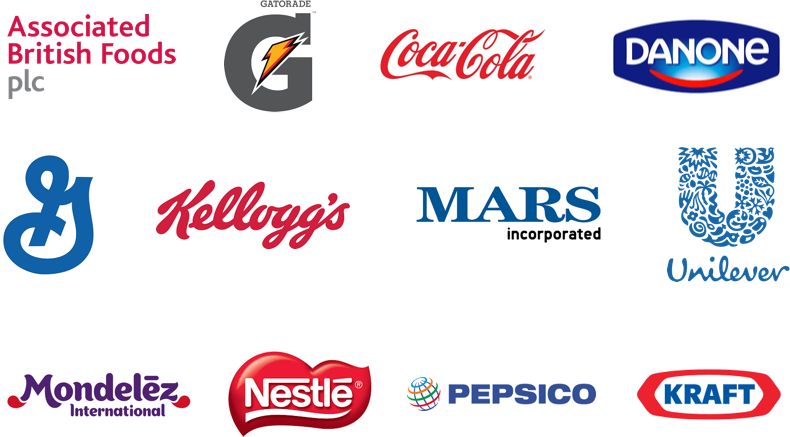 Associated
British Foods
plc
GATORADE
G
Coca-Cola
DANONE
G
Kellogg's
MARS
incorporated
U
Unilever
Mondelēz
International
Nestlé
PEPSICO
KRAFT